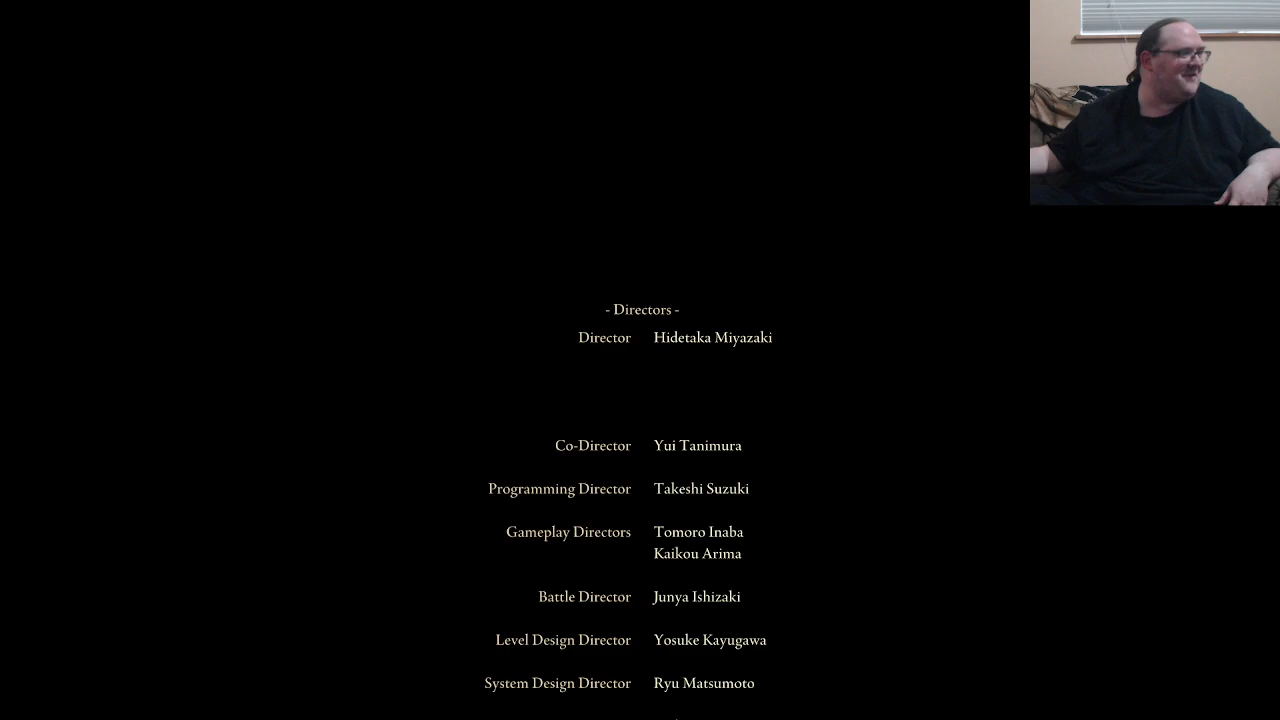 - Directors -
Director Hidetaka Miyazaki
Co-Director Yui Tanimura
Programming Director Takeshi Suzuki
Gameplay Directors Tomoro Inaba
Kaikou Arima
Battle Director Junya Ishizaki
Level Design Director Yosuke Kayugawa
System Design Director Ryu Matsumoto